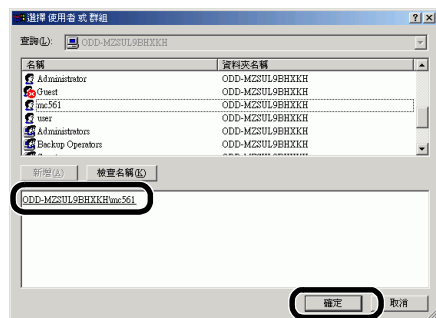 選擇 使用者 或 群組
查詢(L): ODD-MZSUL9BHXKH
名稱 資料夾名稱
Administrator ODD-MZSUL9BHXKH
Guest ODD-MZSUL9BHXKH
mc561 ODD-MZSUL9BHXKH
user ODD-MZSUL9BHXKH
Administrators ODD-MZSUL9BHXKH
Backup Operators ODD-MZSUL9BHXKH
新增(A) 檢查名稱(K)
ODD-MZSUL9BHXKH\mc561
確定 取消